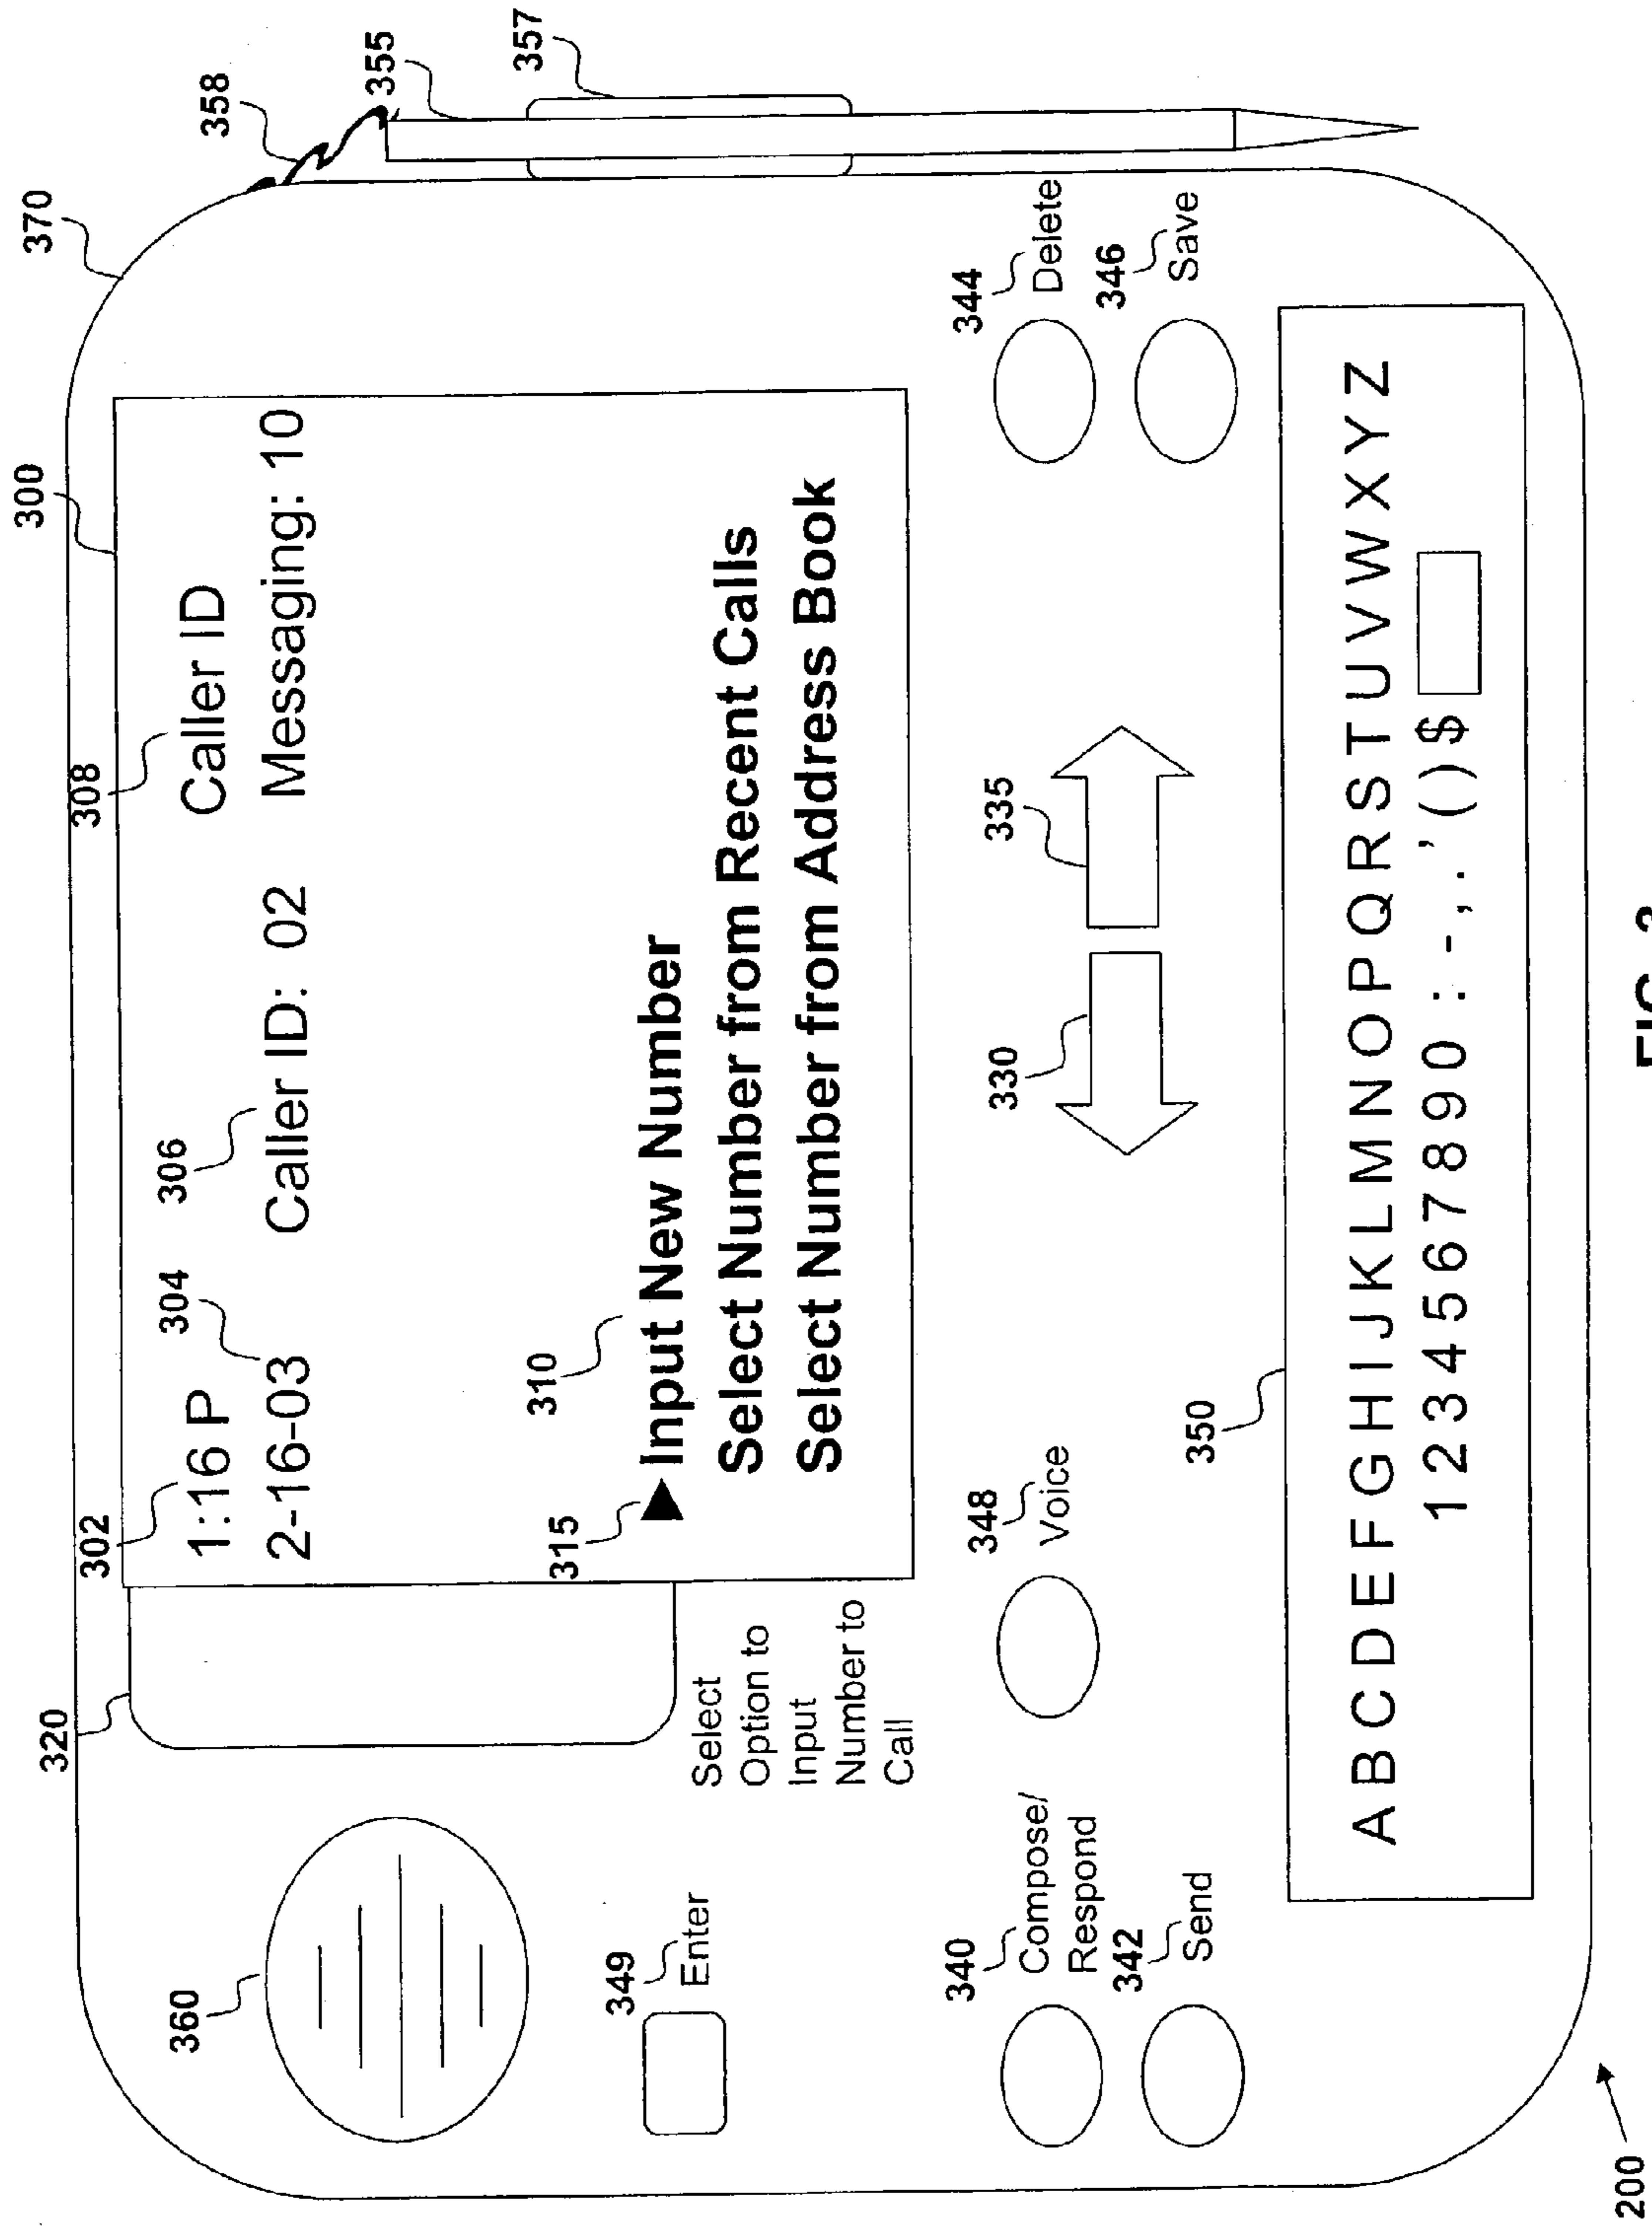 370
358
355
357
300
308
306
304
302
320
360
1:16 P
Caller ID
2-16-03
Caller ID: 02
Messaging: 10
310
315
Input New Number
Select Number from Recent Calls
Select Number from Address Book
349
Enter
Select
Option to
Input
Number to
Call
340
Compose/
Respond
342
Send
348
Voice
330
335
344
Delete
346
Save
350
A B C D E F G H I J K L M N O P Q R S T U V W X Y Z
1 2 3 4 5 6 7 8 9 0 : - , . ' ( ) $
200